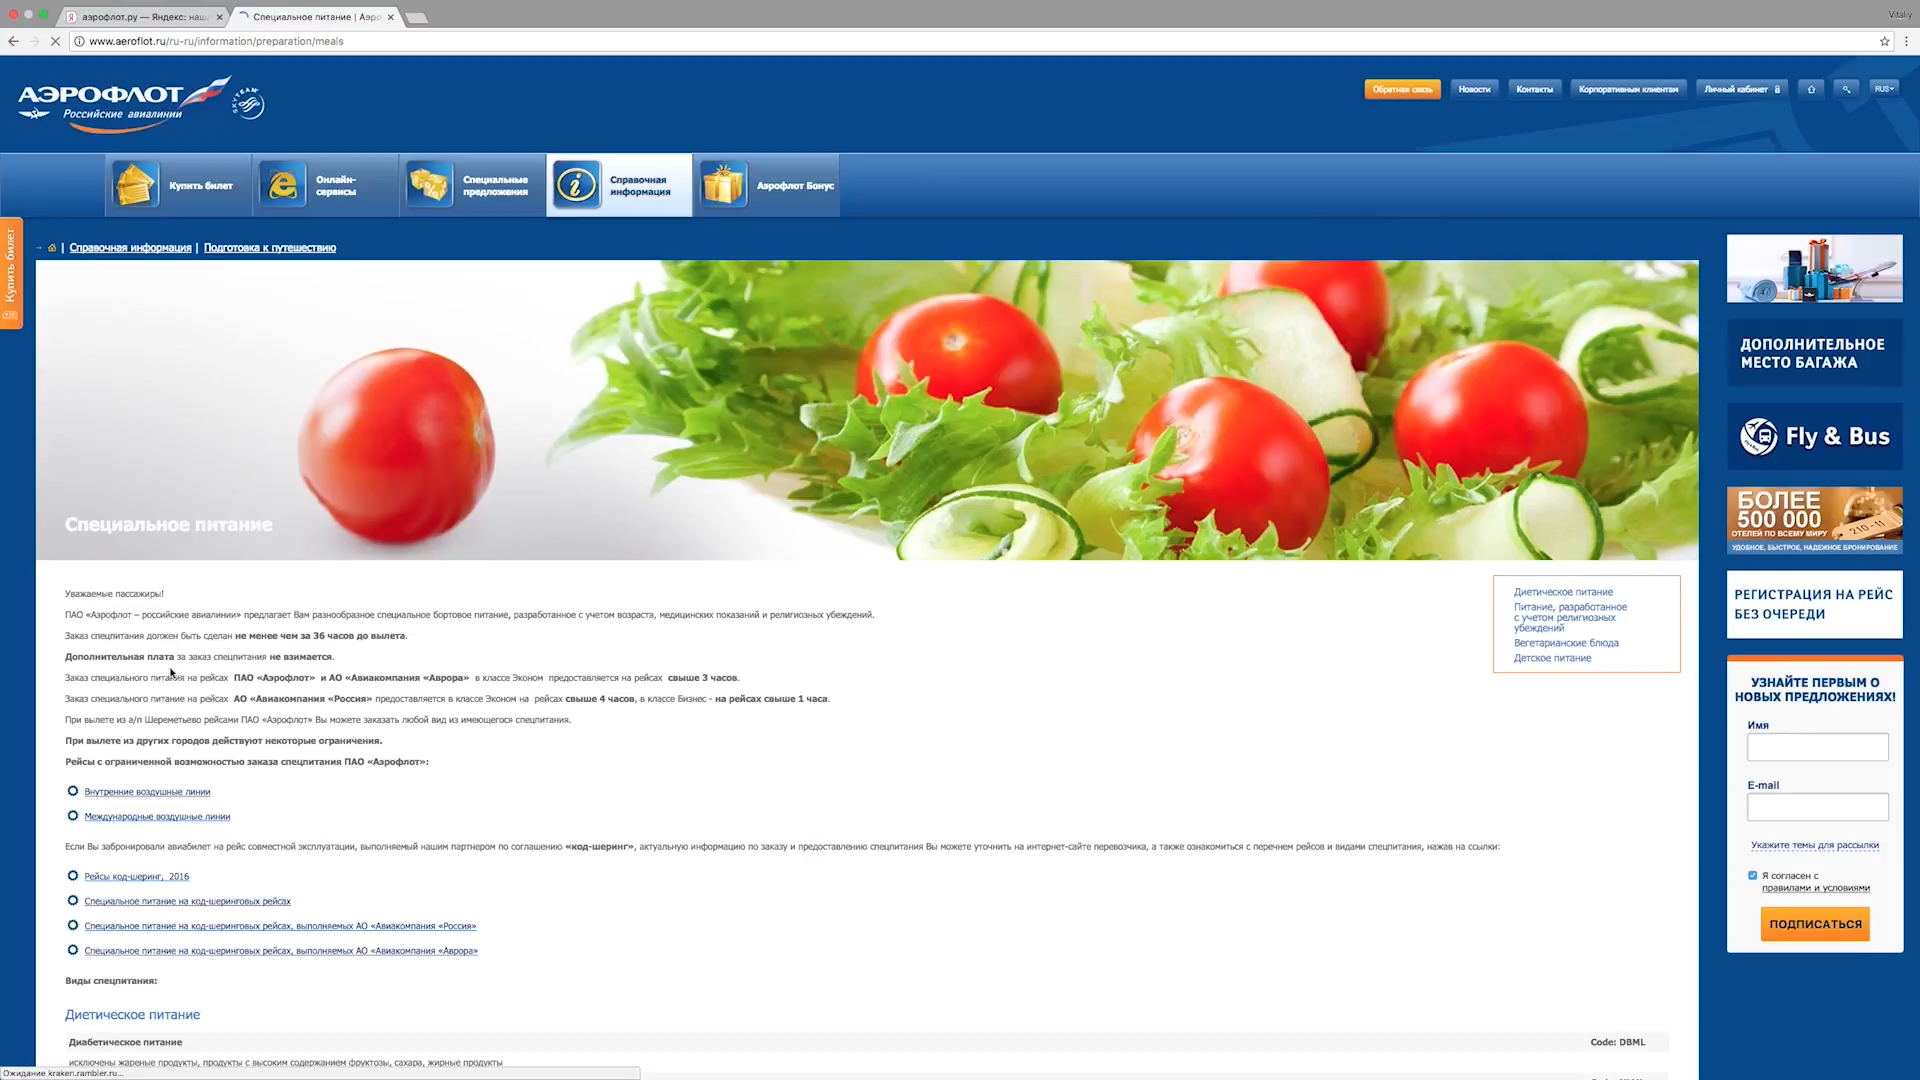 аэрофлот.ру — Яндекс: наш
Специальное питание | Аэро
Vitaliy
www.aeroflot.ru/ru-ru/information/preparation/meals
АЭРОФЛОТ
Российские авиалинии
SKYTEAM
Обратная связь
Новости
Контакты
Корпоративным клиентам
Личный кабинет
RUS
Купить билет
Онлайн-
сервисы
Специальные
предложения
Справочная
информация
Аэрофлот Бонус
Купить билет
| Справочная информация | Подготовка к путешествию
Специальное питание
Уважаемые пассажиры!
ПАО «Аэрофлот – российские авиалинии» предлагает Вам разнообразное специальное бортовое питание, разработанное с учетом возраста, медицинских показаний и религиозных убеждений.
Заказ спецпитания должен быть сделан не менее чем за 36 часов до вылета.
Дополнительная плата за заказ спецпитания не взимается.
Заказ специального питания на рейсах ПАО «Аэрофлот» и АО «Авиакомпания «Аврора» в классе Эконом предоставляется на рейсах свыше 3 часов.
Заказ специального питание на рейсах АО «Авиакомпания «Россия» предоставляется в классе Эконом на рейсах свыше 4 часов, в классе Бизнес - на рейсах свыше 1 часа.
При вылете из а/п Шереметьево рейсами ПАО «Аэрофлот» Вы можете заказать любой вид из имеющегося спецпитания.
При вылете из других городов действуют некоторые ограничения.
Рейсы с ограниченной возможностью заказа спецпитания ПАО «Аэрофлот»:
Внутренние воздушные линии
Международные воздушные линии
Если Вы забронировали авиабилет на рейс совместной эксплуатации, выполняемый нашим партнером по соглашению «код-шеринг», актуальную информацию по заказу и предоставлению спецпитания Вы можете уточнить на интернет-сайте перевозчика, а также ознакомиться с перечнем рейсов и видами спецпитания, нажав на ссылки:
Рейсы код-шеринг, 2016
Специальное питание на код-шеринговых рейсах
Специальное питание на код-шеринговых рейсах, выполняемых АО «Авиакомпания «Россия»
Специальное питание на код-шеринговых рейсах, выполняемых АО «Авиакомпания «Аврора»
Виды спецпитания:
Диетическое питание
Диабетическое питание Code: DBML
исключены жареные продукты, продукты с высоким содержанием фруктозы, сахара, жирные продукты
Ожидание kraken.rambler.ru...
Диетическое питание
Питание, разработанное
с учетом религиозных
убеждений
Вегетарианские блюда
Детское питание
ДОПОЛНИТЕЛЬНОЕ
МЕСТО БАГАЖА
Fly & Bus
БОЛЕЕ
500 000
ОТЕЛЕЙ ПО ВСЕМУ МИРУ
210-11
УДОБНОЕ, БЫСТРОЕ, НАДЕЖНОЕ БРОНИРОВАНИЕ
РЕГИСТРАЦИЯ НА РЕЙС
БЕЗ ОЧЕРЕДИ
УЗНАЙТЕ ПЕРВЫМ О
НОВЫХ ПРЕДЛОЖЕНИЯХ!
Имя
E-mail
Укажите темы для рассылки
Я согласен с
правилами и условиями
ПОДПИСАТЬСЯ